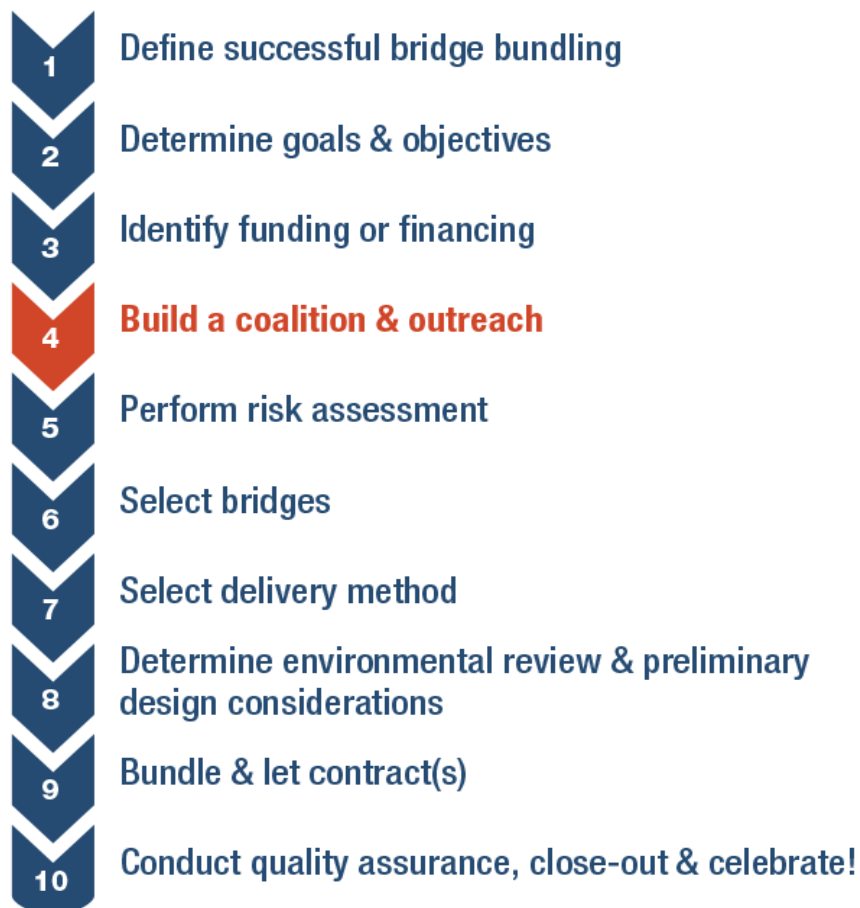 1 Define successful bridge bundling
2 Determine goals & objectives
3 Identify funding or financing
4 Build a coalition & outreach
5 Perform risk assessment
6 Select bridges
7 Select delivery method
8 Determine environmental review & preliminary
design considerations
9 Bundle & let contract(s)
10 Conduct quality assurance, close-out & celebrate!